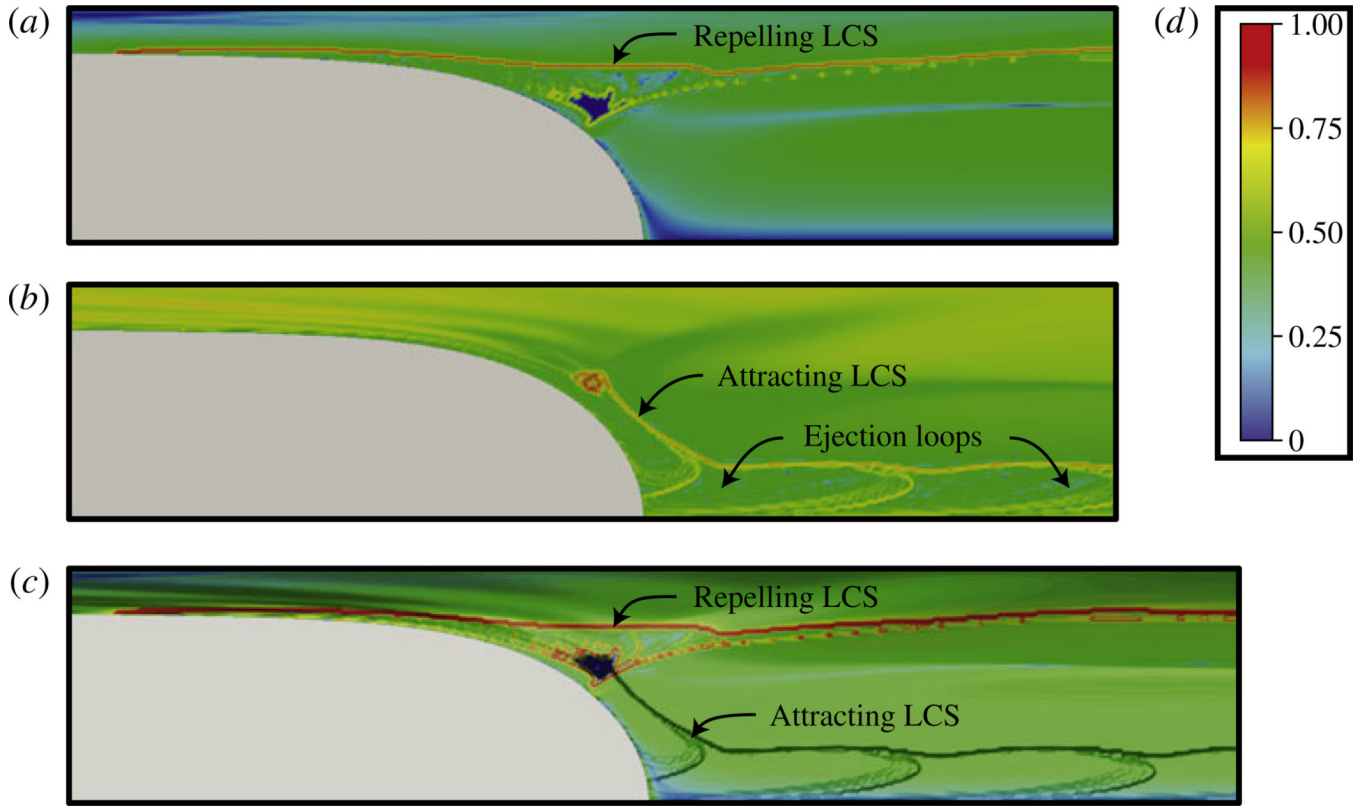 (a)
Repelling LCS
(d)
1.00
0.75
0.50
0.25
0
(b)
Attracting LCS
Ejection loops
(c)
Repelling LCS
Attracting LCS